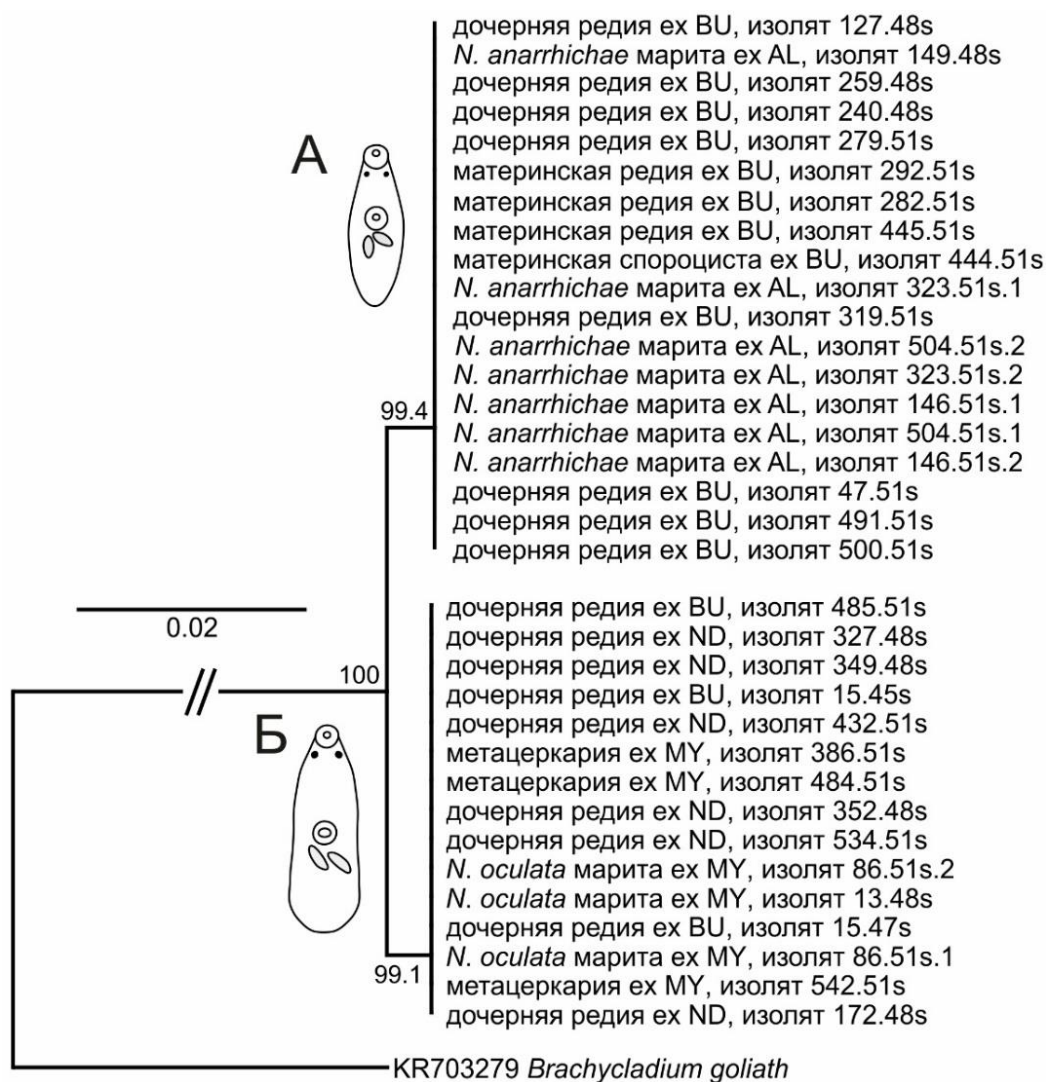 дочерняя редия ex BU, изолят 127.48s
N. anarrhichae марита ex AL, изолят 149.48s
дочерняя редия ex BU, изолят 259.48s
дочерняя редия ex BU, изолят 240.48s
дочерняя редия ex BU, изолят 279.51s
А
материнская редия ex BU, изолят 292.51s
материнская редия ex BU, изолят 282.51s
материнская редия ex BU, изолят 445.51s
материнская спороциста ex BU, изолят 444.51s
N. anarrhichae марита ex AL, изолят 323.51s.1
дочерняя редия ex BU, изолят 319.51s
N. anarrhichae марита ex AL, изолят 504.51s.2
N. anarrhichae марита ex AL, изолят 323.51s.2
99.4
N. anarrhichae марита ex AL, изолят 146.51s.1
N. anarrhichae марита ex AL, изолят 504.51s.1
N. anarrhichae марита ex AL, изолят 146.51s.2
дочерняя редия ex BU, изолят 47.51s
дочерняя редия ex BU, изолят 491.51s
дочерняя редия ex BU, изолят 500.51s
дочерняя редия ex BU, изолят 485.51s
0.02
дочерняя редия ex ND, изолят 327.48s
дочерняя редия ex ND, изолят 349.48s
100
дочерняя редия ex BU, изолят 15.45s
дочерняя редия ex ND, изолят 432.51s
Б
метацеркария ex MY, изолят 386.51s
метацеркария ex MY, изолят 484.51s
дочерняя редия ex ND, изолят 352.48s
дочерняя редия ex ND, изолят 534.51s
N. oculata марита ex MY, изолят 86.51s.2
N. oculata марита ex MY, изолят 13.48s
дочерняя редия ex BU, изолят 15.47s
N. oculata марита ex MY, изолят 86.51s.1
99.1
метацеркария ex MY, изолят 542.51s
дочерняя редия ex ND, изолят 172.48s
KR703279 Brachycladium goliath